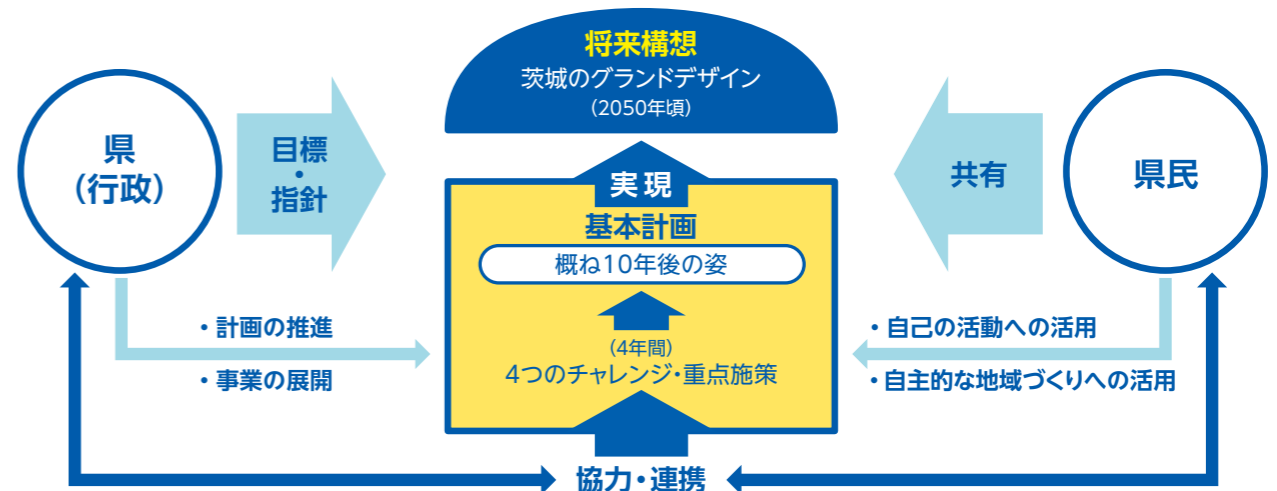 将来構想
茨城のグランドデザイン
(2050年頃)
県
(行政)
目標
・
指針
共有
県民
実現
基本計画
概ね10年後の姿
(4年間)
4つのチャレンジ・重点施策
・計画の推進
・事業の展開
・自己の活動への活用
・自主的な地域づくりへの活用
協力・連携